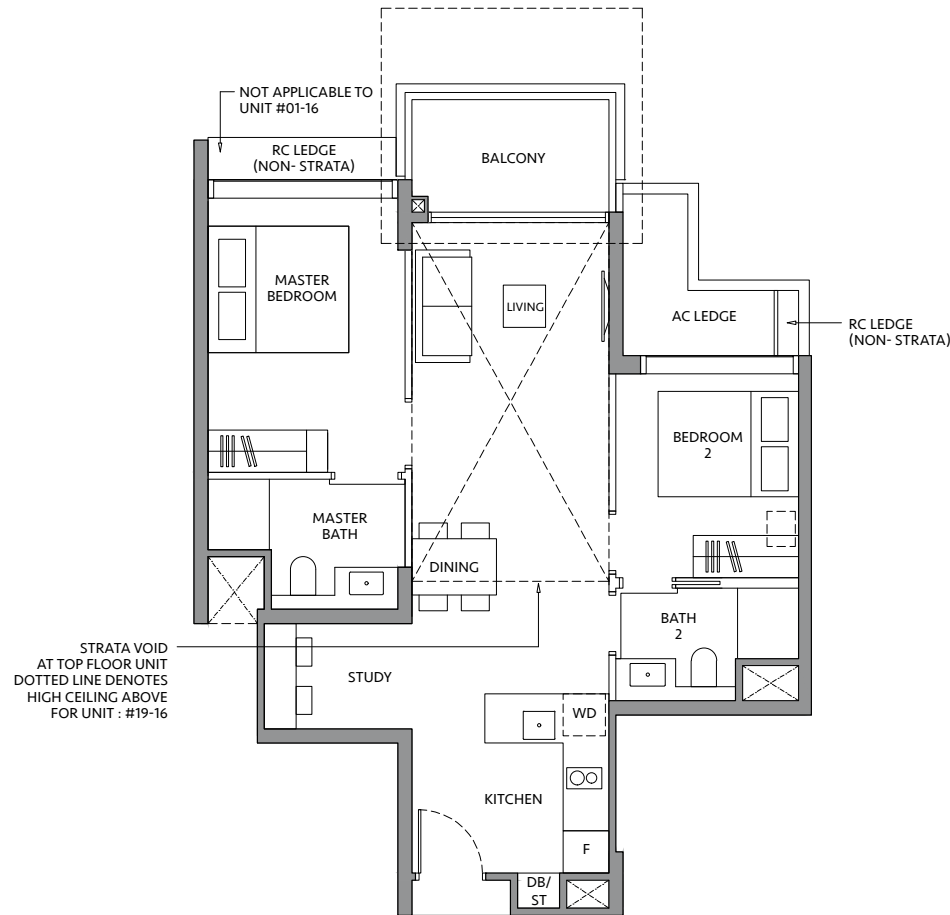 NOT APPLICABLE TO
UNIT #01-16
RC LEDGE
(NON- STRATA)
BALCONY
MASTER
BEDROOM
LIVING
AC LEDGE
RC LEDGE
(NON- STRATA)
BEDROOM
2
MASTER
BATH
DINING
BATH
2
STRATA VOID
AT TOP FLOOR UNIT
DOTTED LINE DENOTES
HIGH CEILING ABOVE
FOR UNIT : #19-16
STUDY
WD
KITCHEN
F
DB/
ST